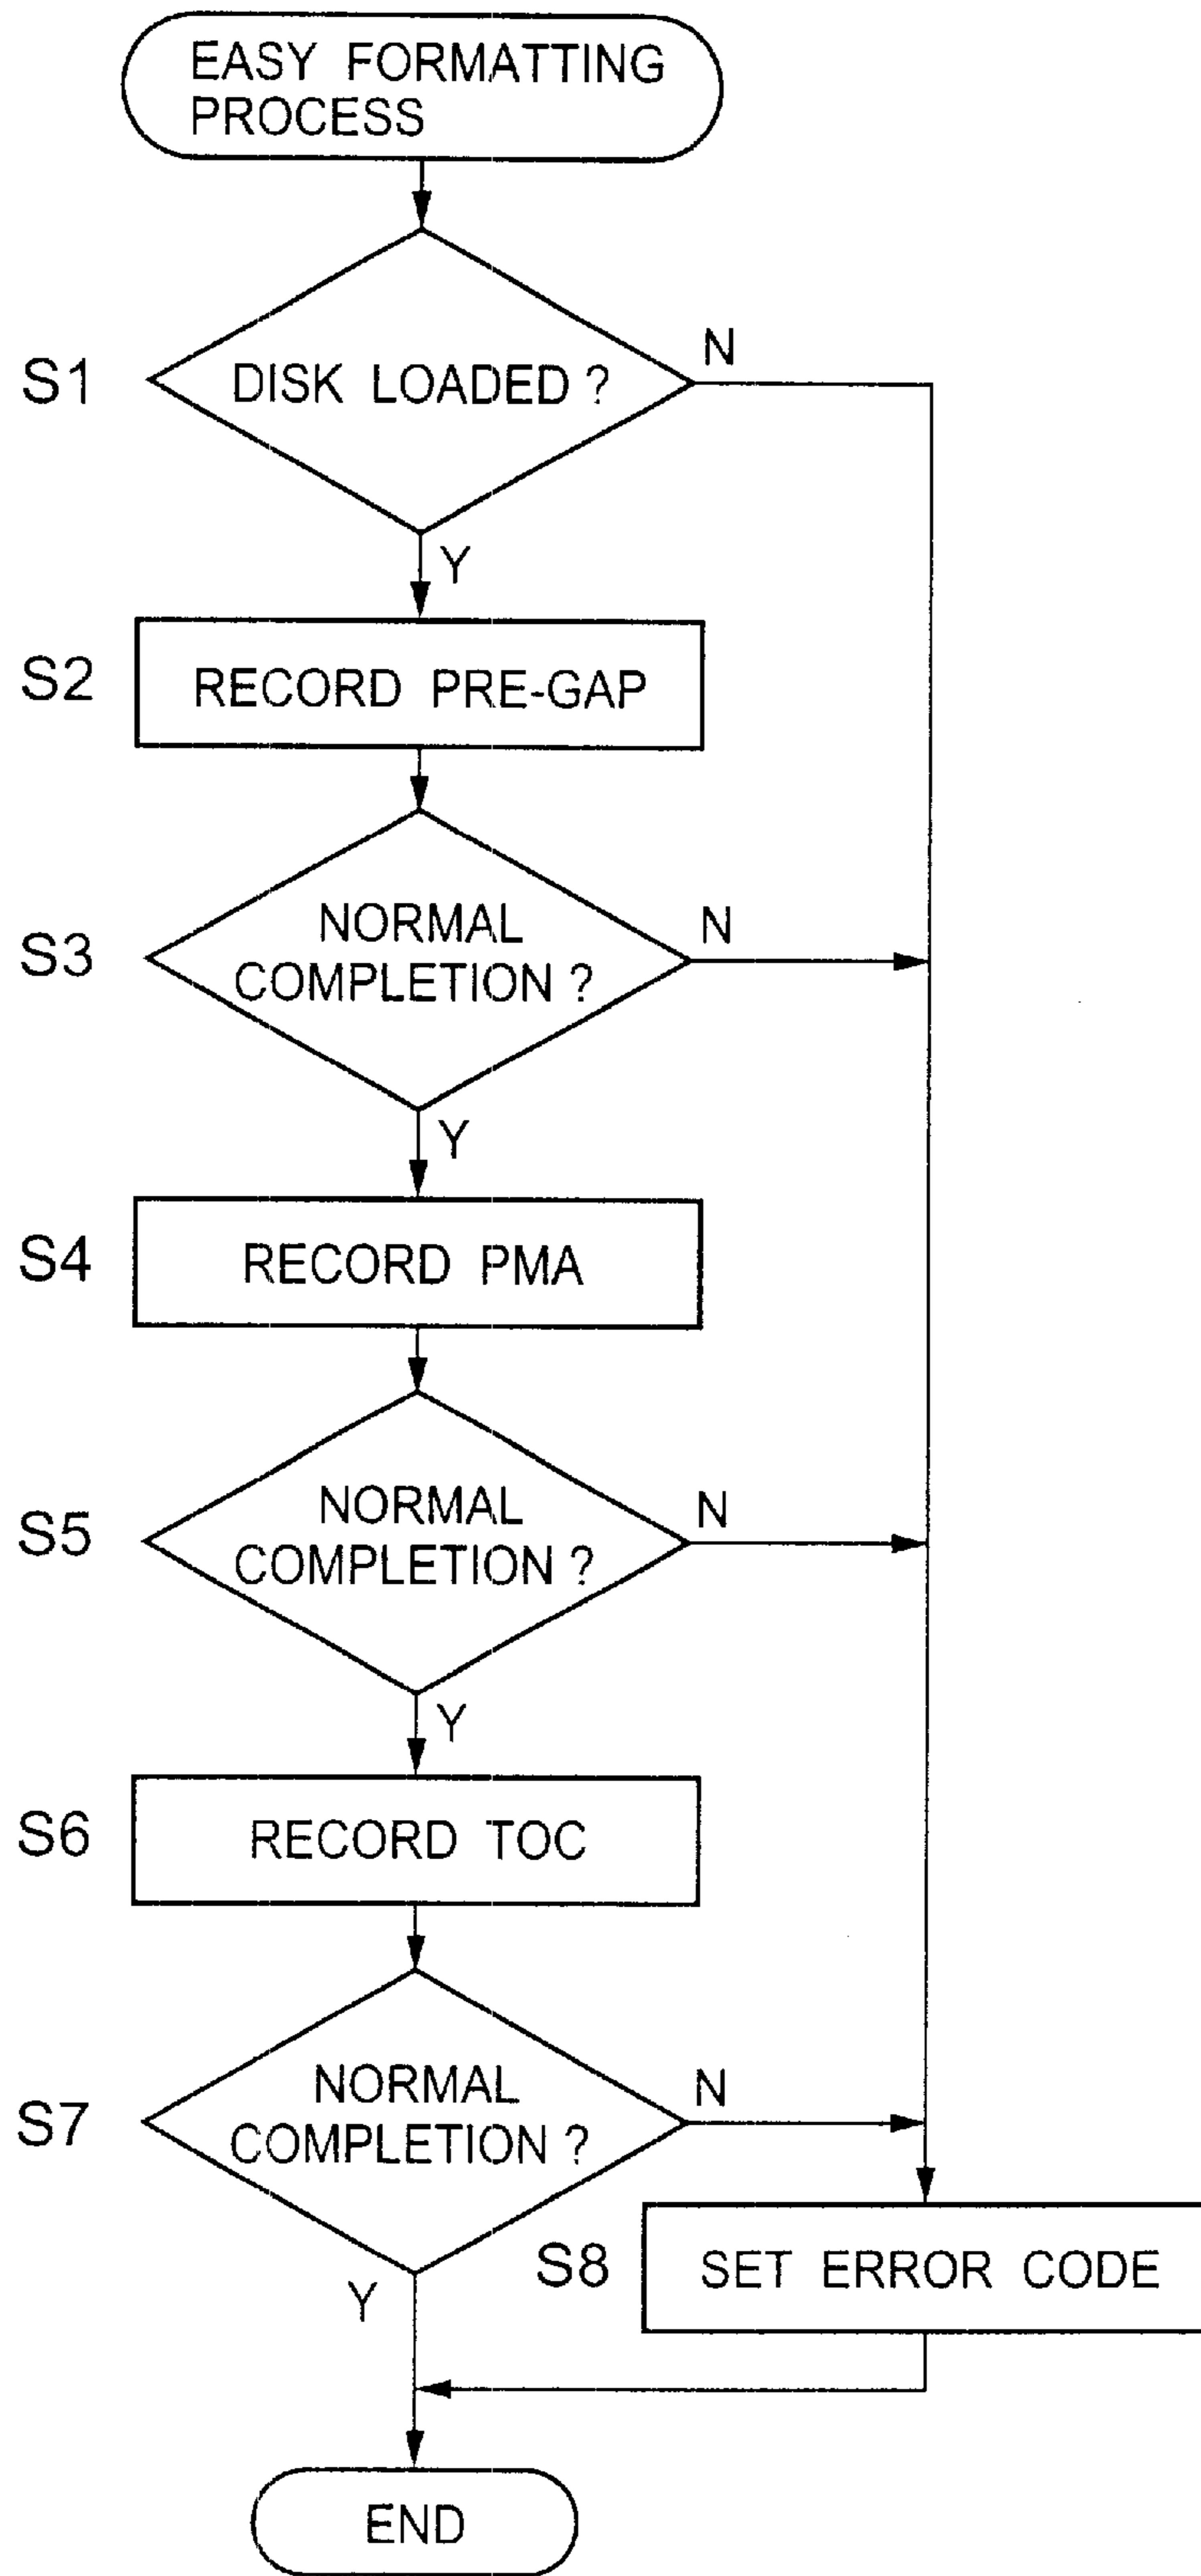 EASY FORMATTING
PROCESS
S1
DISK LOADED ?
N
Y
S2
RECORD PRE-GAP
S3
NORMAL
COMPLETION ?
N
Y
S4
RECORD PMA
S5
NORMAL
COMPLETION ?
N
Y
S6
RECORD TOC
S7
NORMAL
COMPLETION ?
N
Y
S8
SET ERROR CODE
END